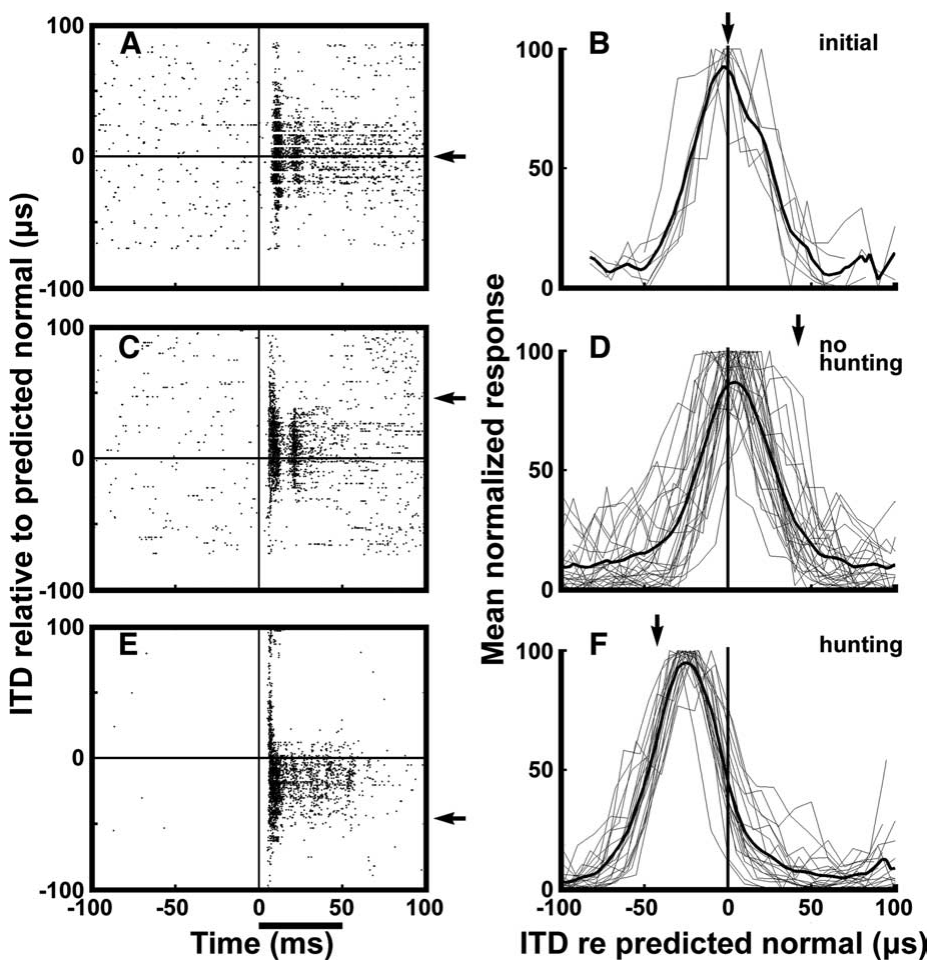 ITD relative to predicted normal (µs)
100
A
0
-100
100
C
0
-100
100
E
0
-100
-100 -50 0 50 100
Time (ms)
Mean normalized response
B
initial
100
50
0
D
no
hunting
100
50
0
F
hunting
100
50
0
-100 -50 0 50 100
ITD re predicted normal (µs)